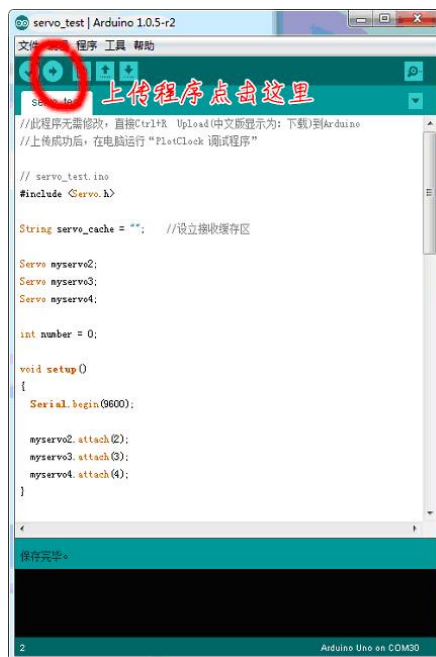 servo_test | Arduino 1.0.5-r2
文件 程序 工具 帮助
上传程序点击这里
servo_test
//此程序无需修改，直接Ctrl+R Upload(中文版显示为：下载)到Arduino
//上传成功后，在电脑运行“PlotClock 调试程序”
// servo_test.ino
#include <Servo.h>
String servo_cache = ""; //设立接收缓存区
Servo myservo2;
Servo myservo3;
Servo myservo4;
int number = 0;
void setup()
{
Serial.begin(9600);
myservo2.attach(2);
myservo3.attach(3);
myservo4.attach(4);
}
保存完毕。
2
Arduino Uno on COM30